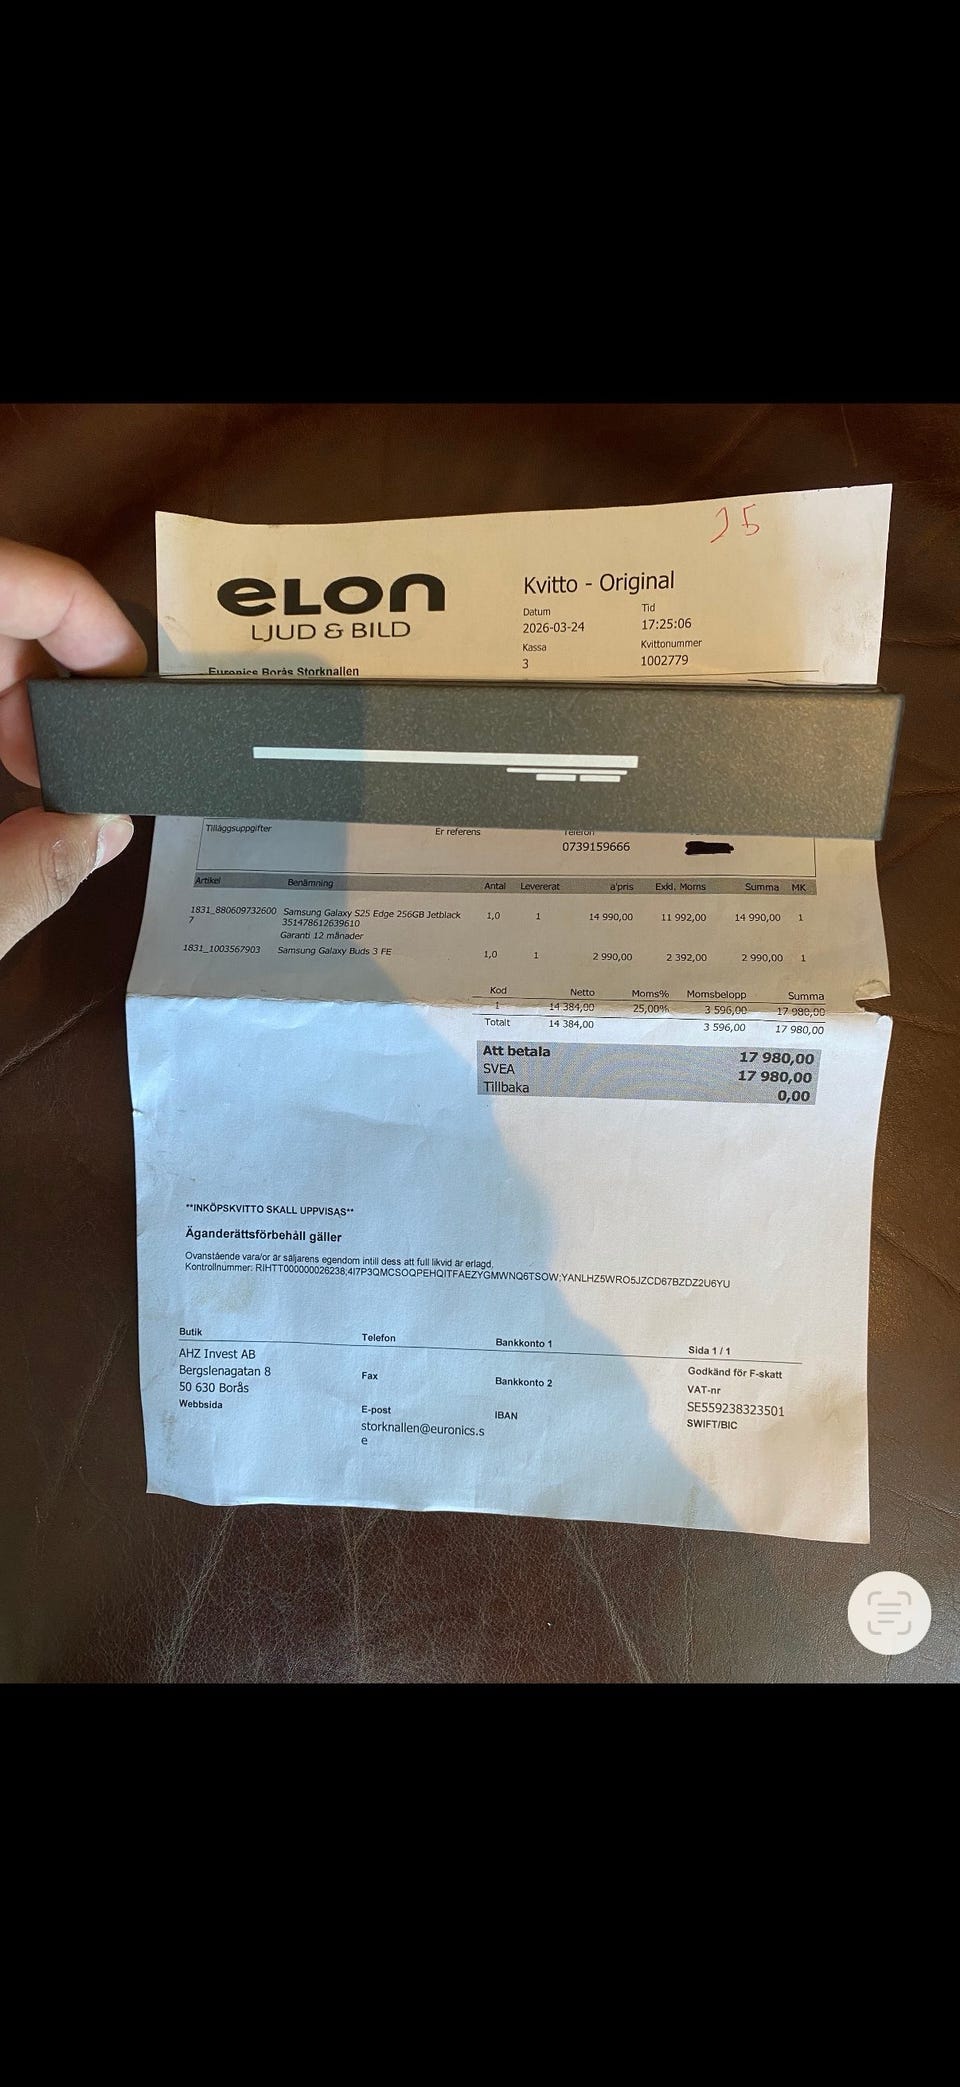 25
eLON
LJUD & BILD
Kvitto - Original
Datum Tid
2026-03-24 17:25:06
Kassa Kvittonummer
3 1002779
Euronics Borås Storknallen
Tilläggsuppgifter Er referens Telefon
0739159666
Artikel Benämning Antal Levererat a'pris Exkl. Moms Summa MK
1831_880609732600 Samsung Galaxy S25 Edge 256GB Jetblack 1,0 1 14 990,00 11 992,00 14 990,00 1
7 351478612639610
Garanti 12 månader
1831_1003567903 Samsung Galaxy Buds 3 FE 1,0 1 2 990,00 2 392,00 2 990,00 1
Kod Netto Moms% Momsbelopp Summa
1 14 384,00 25,00% 3 596,00 17 980,00
Totalt 14 384,00 3 596,00 17 980,00
Att betala 17 980,00
SVEA 17 980,00
Tillbaka 0,00
**INKÖPSKVITTO SKALL UPPVISAS**
Äganderättsförbehåll gäller
Ovanstående vara/or är säljarens egendom intill dess att full likvid är erlagd,
Kontrollnummer: RIHTT000000026238;4I7P3QMCSOQPEHQITFAEZYGMWNQ6TSOW;YANLHZ5WRO5JZCD67BZDZ2U6YU
Butik Telefon Bankkonto 1 Sida 1 / 1
AHZ Invest AB
Bergslenagatan 8 Fax Bankkonto 2 Godkänd för F-skatt
50 630 Borås VAT-nr
Webbsida E-post IBAN SE559238323501
storknallen@euronics.s SWIFT/BIC
e